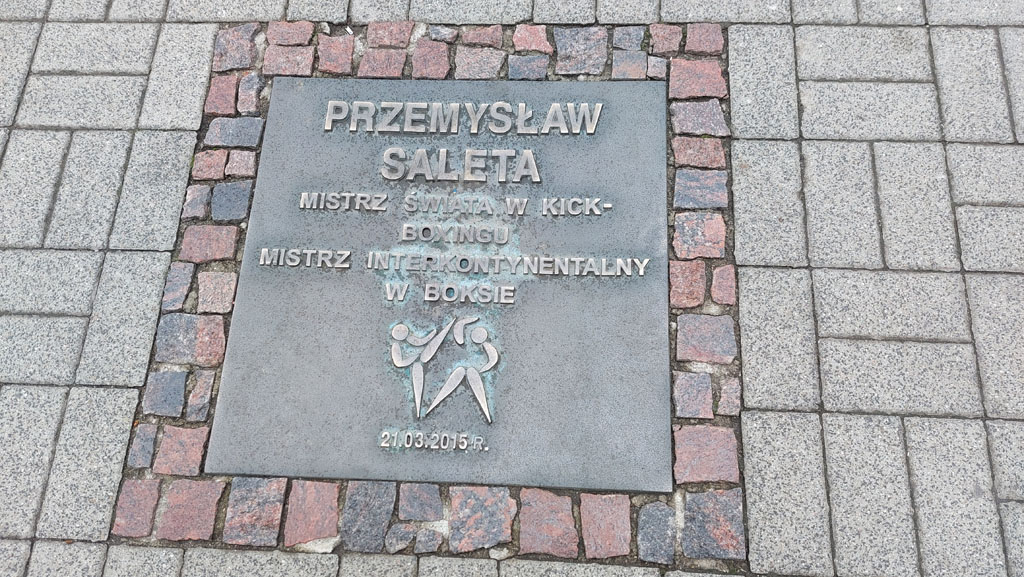 PRZEMYSŁAW
SALETA
MISTRZ ŚWIATA W KICK-
BOXINGU
MISTRZ INTERKONTYNENTALNY
W BOKSIE
21.03.2015 R.